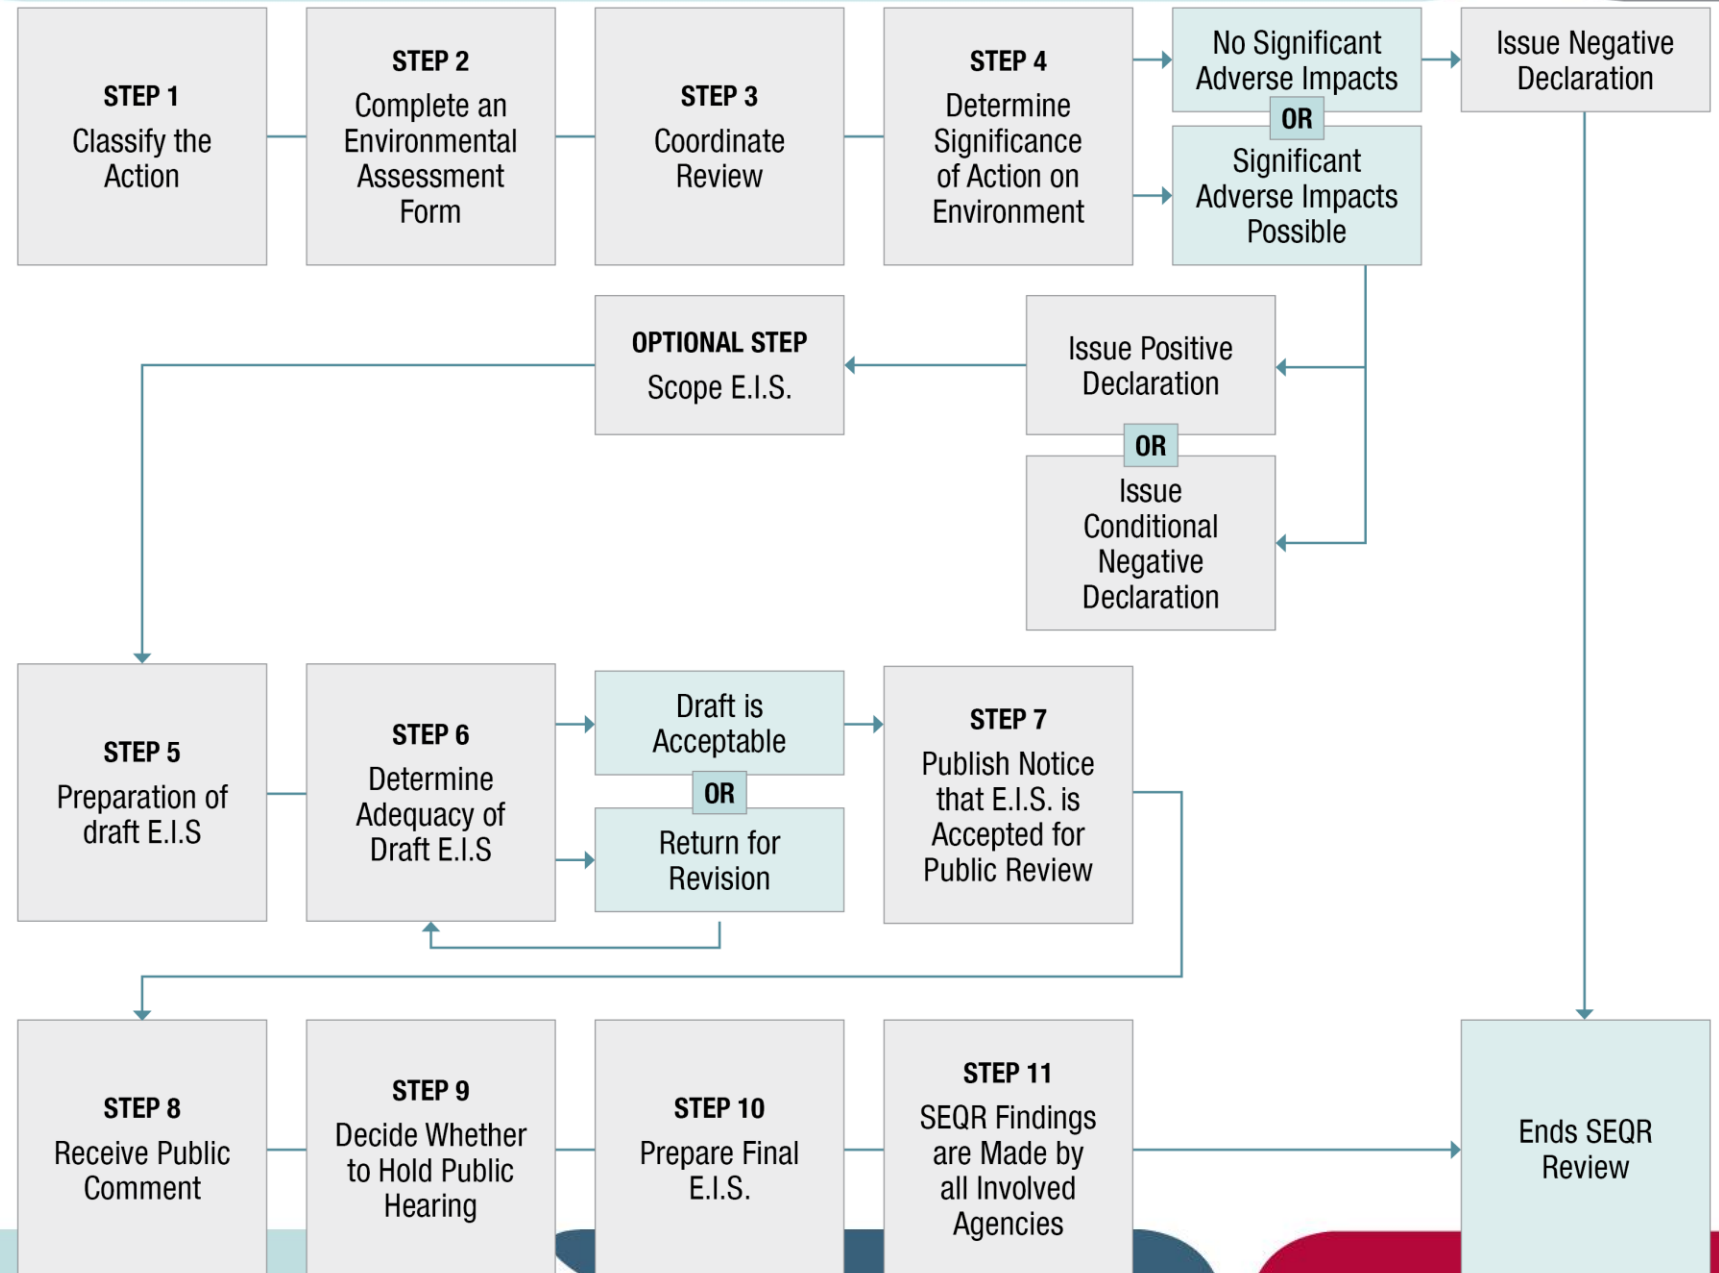 STEP 1
Classify the
Action
STEP 2
Complete an
Environmental
Assessment
Form
STEP 3
Coordinate
Review
STEP 4
Determine
Significance
of Action on
Environment
No Significant
Adverse Impacts
OR
Significant
Adverse Impacts
Possible
Issue Negative
Declaration
OPTIONAL STEP
Scope E.I.S.
Issue Positive
Declaration
OR
Issue
Conditional
Negative
Declaration
STEP 5
Preparation of
draft E.I.S
STEP 6
Determine
Adequacy of
Draft E.I.S
Draft is
Acceptable
OR
Return for
Revision
STEP 7
Publish Notice
that E.I.S. is
Accepted for
Public Review
STEP 8
Receive Public
Comment
STEP 9
Decide Whether
to Hold Public
Hearing
STEP 10
Prepare Final
E.I.S.
STEP 11
SEQR Findings
are Made by
all Involved
Agencies
Ends SEQR
Review